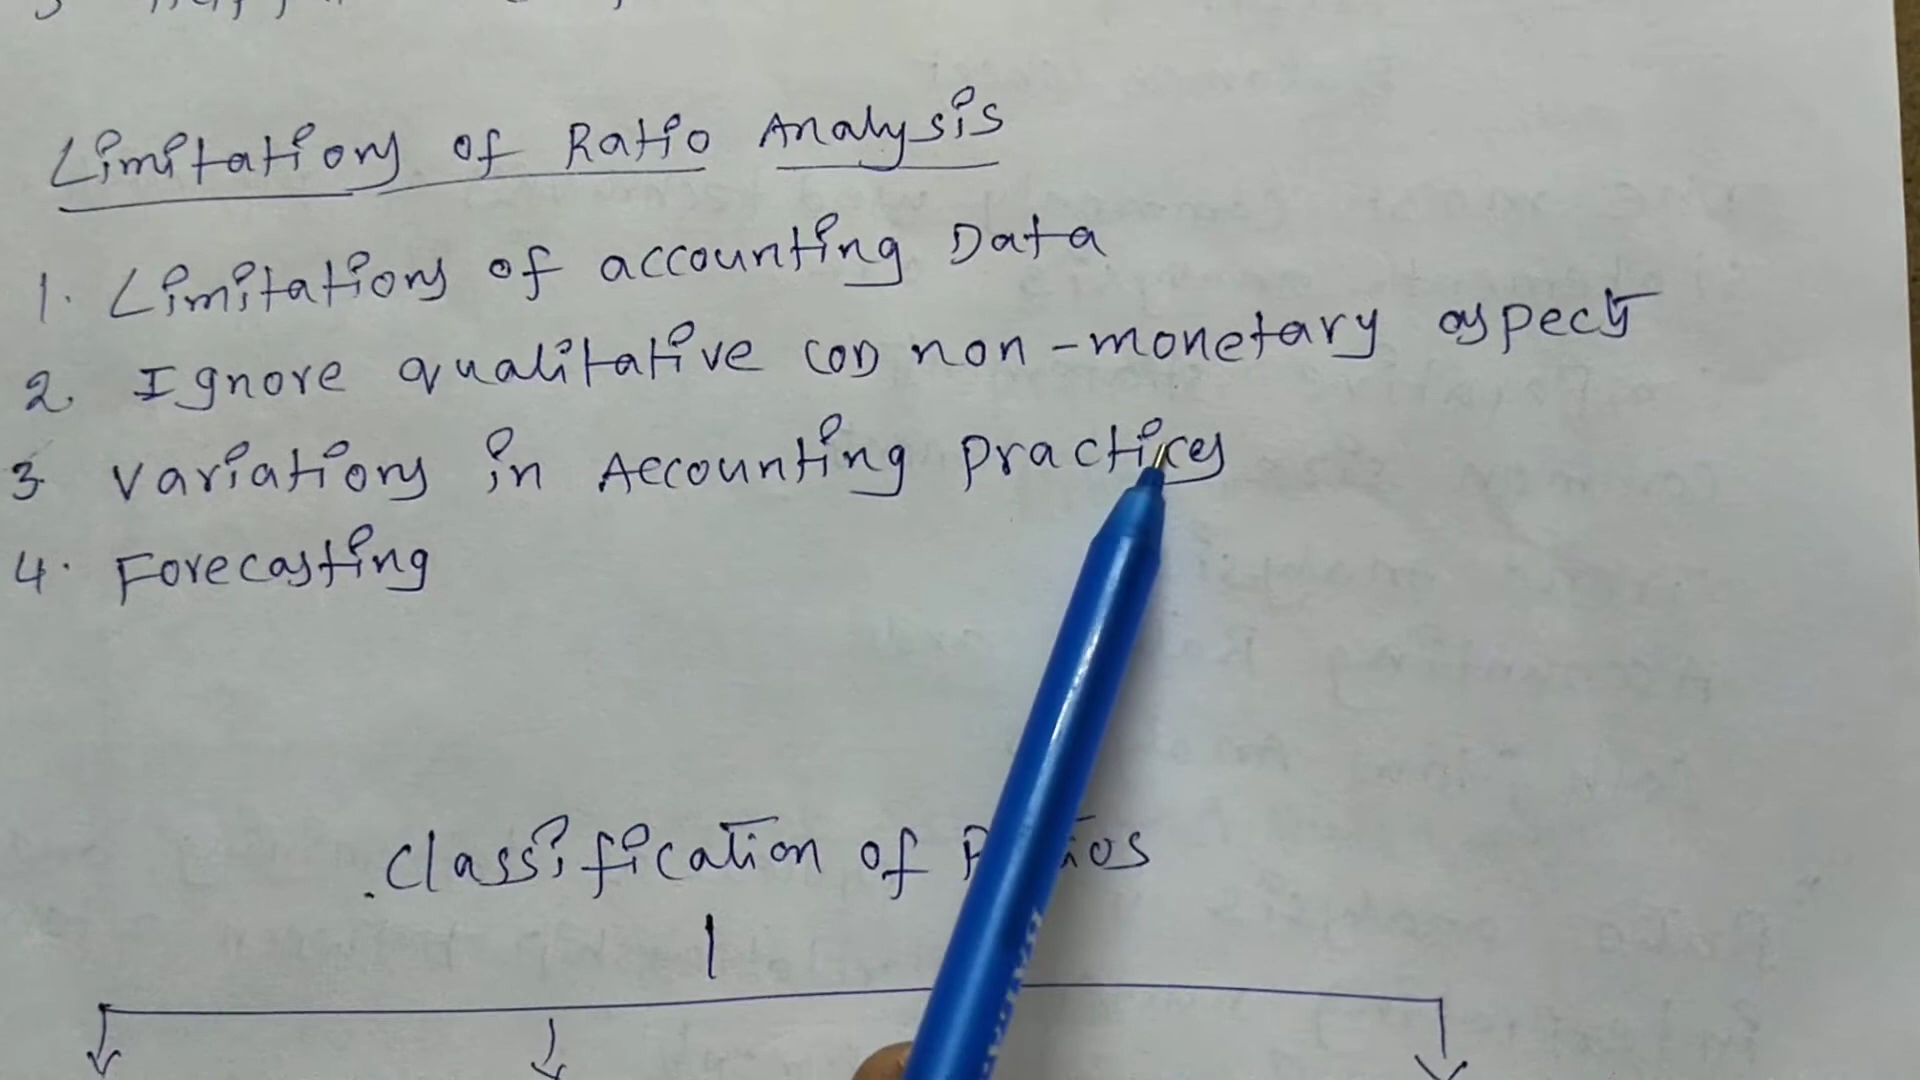 Limitations of Ratio Analysis
1. Limitations of accounting Data
2. Ignore qualitative (or) non-monetary aspects
3 Variations in Accounting practices
4. Forecasting
Classification of